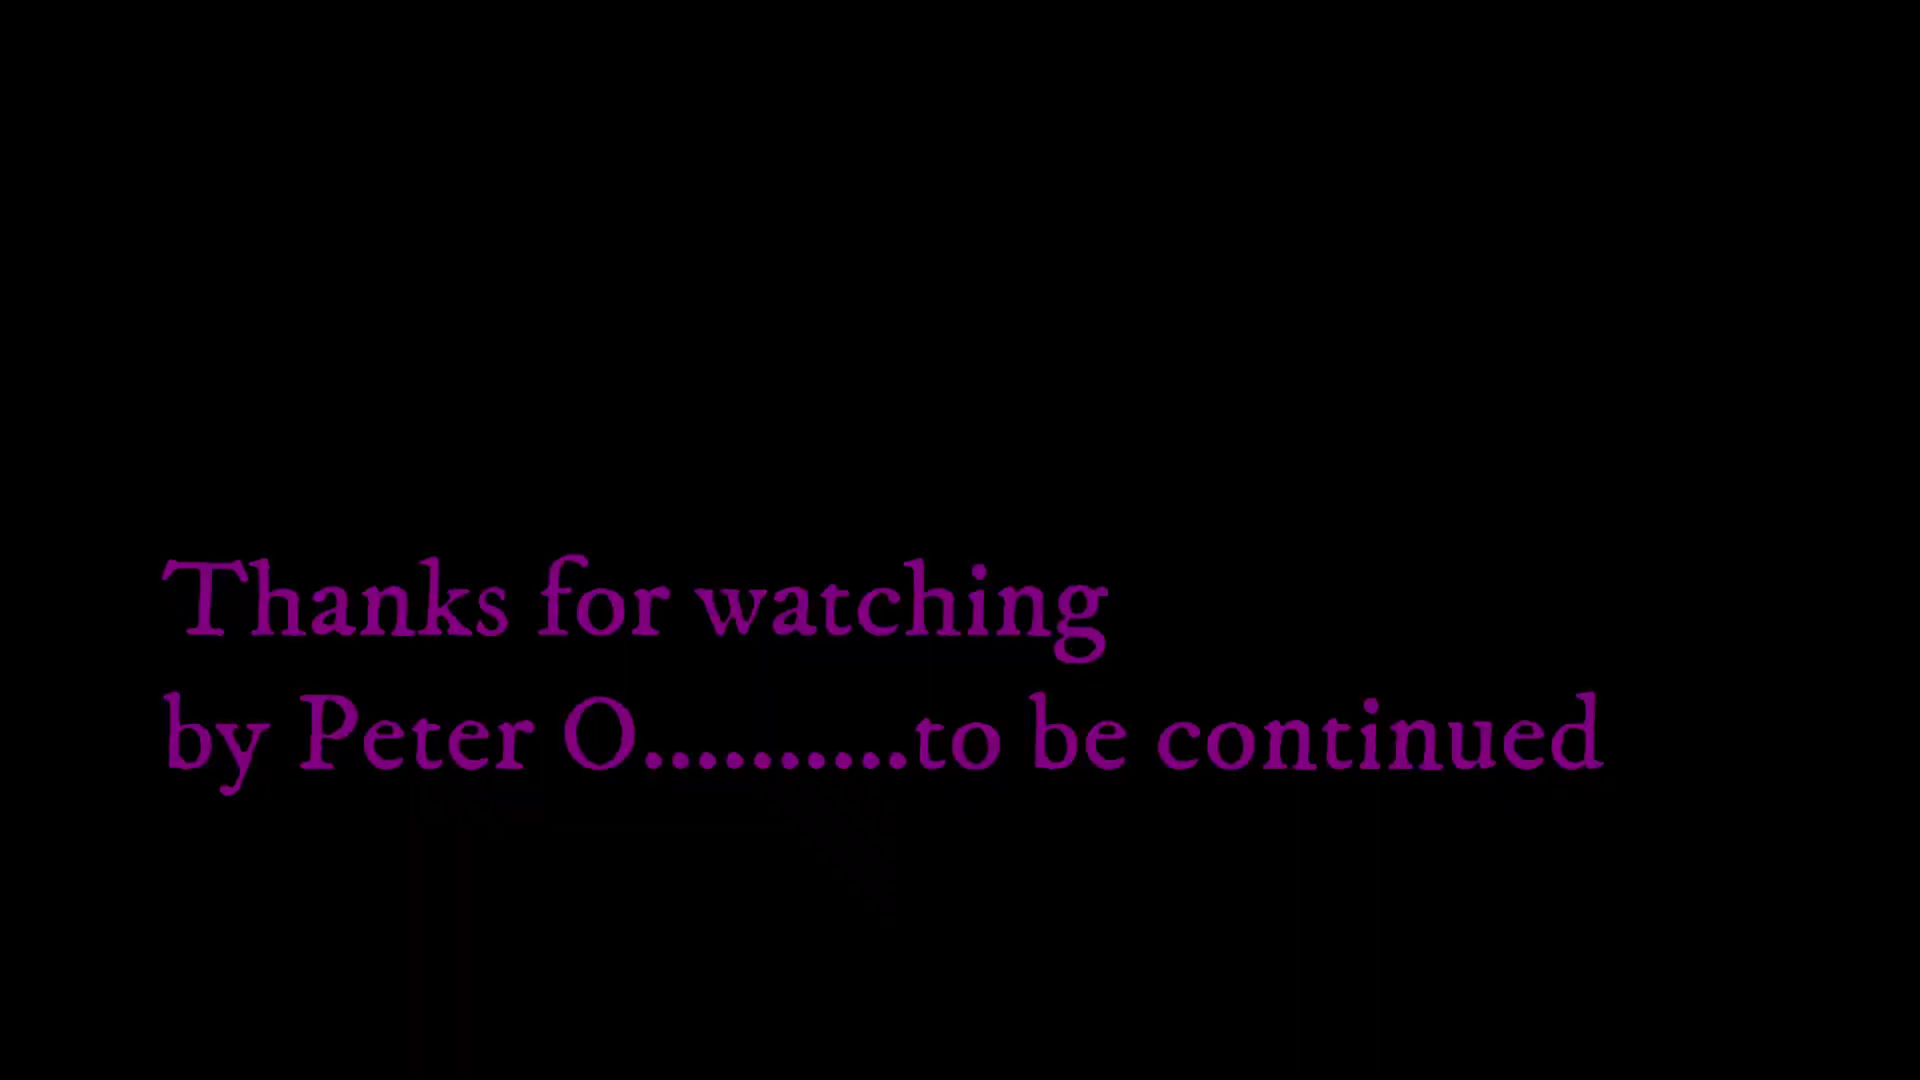 Thanks for watching
by Peter O..........to be continued